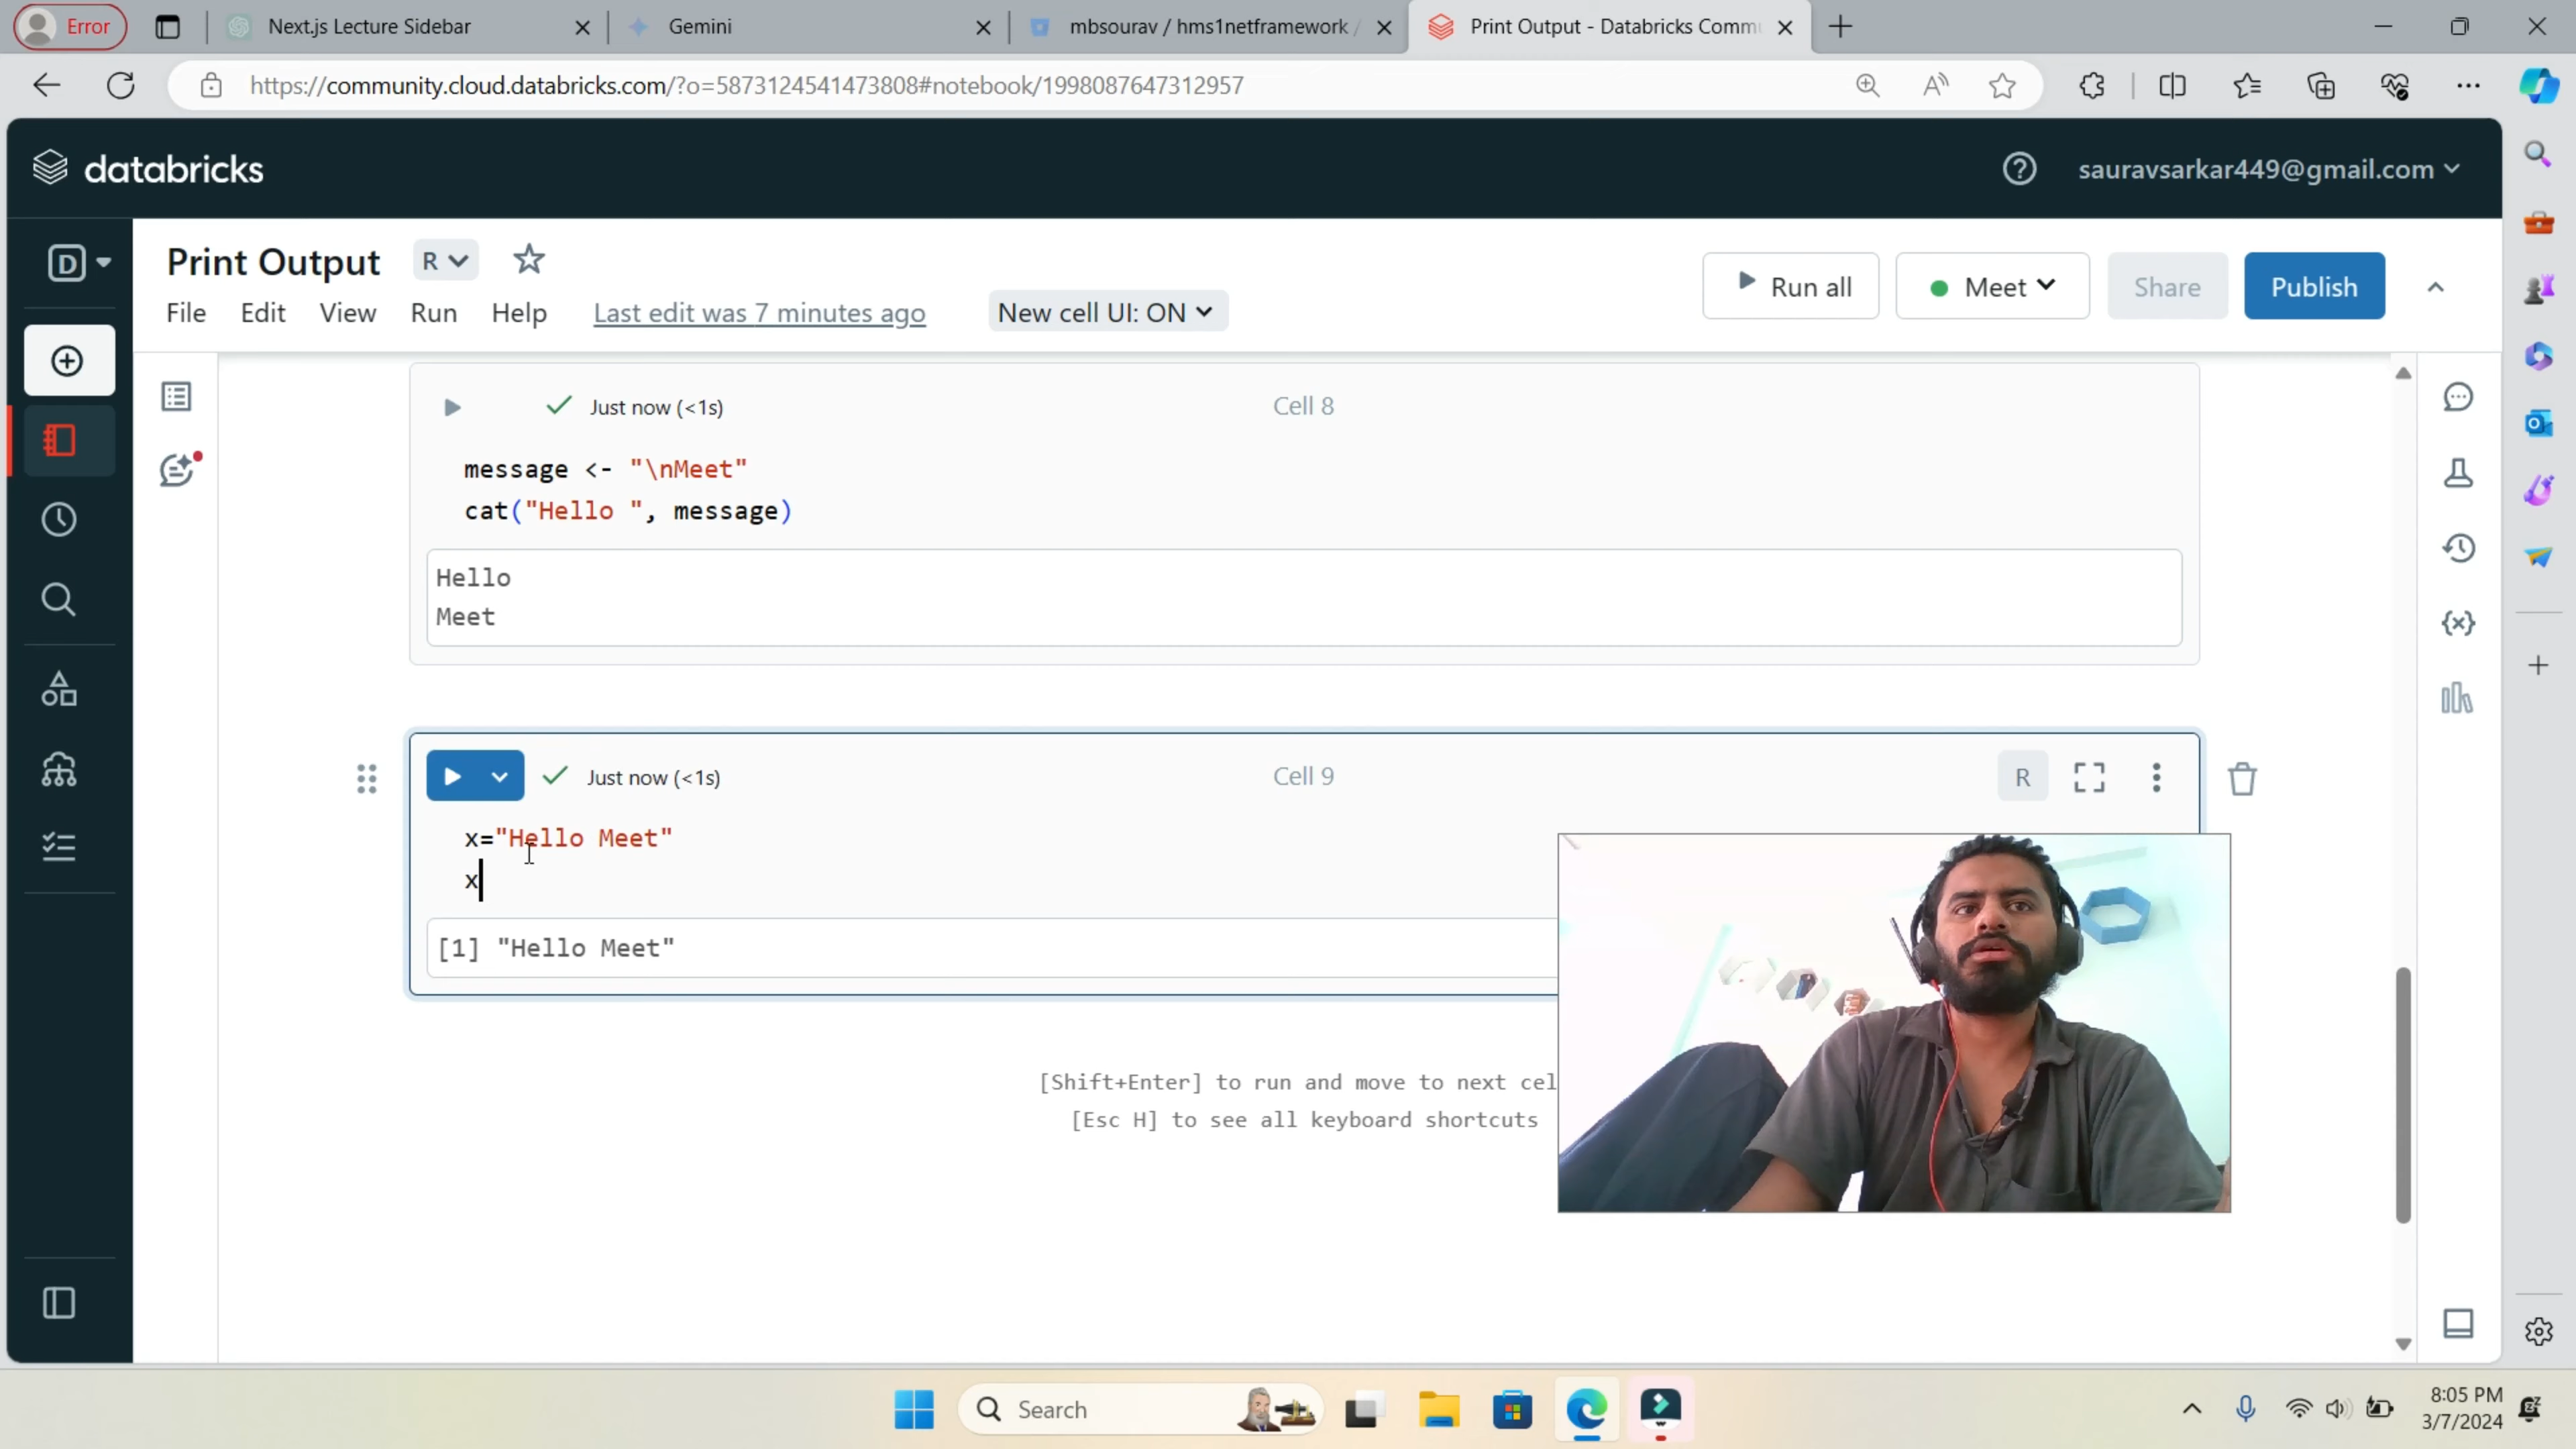 Error
Next.js Lecture Sidebar
Gemini
mbsourav / hms1netframework /
Print Output - Databricks Commu
https://community.cloud.databricks.com/?o=5873124541473808#notebook/1998087647312957
databricks
sauravsarkar449@gmail.com
D
Print Output
R
Run all
Meet
Share
Publish
File Edit View Run Help Last edit was 7 minutes ago New cell UI: ON
Just now (<1s)
Cell 8
message <- "\nMeet"
cat("Hello ", message)
Hello
Meet
Just now (<1s)
Cell 9
R
x="Hello Meet"
x
[1] "Hello Meet"
[Shift+Enter] to run and move to next cel
[Esc H] to see all keyboard shortcuts
Search
8:05 PM
3/7/2024